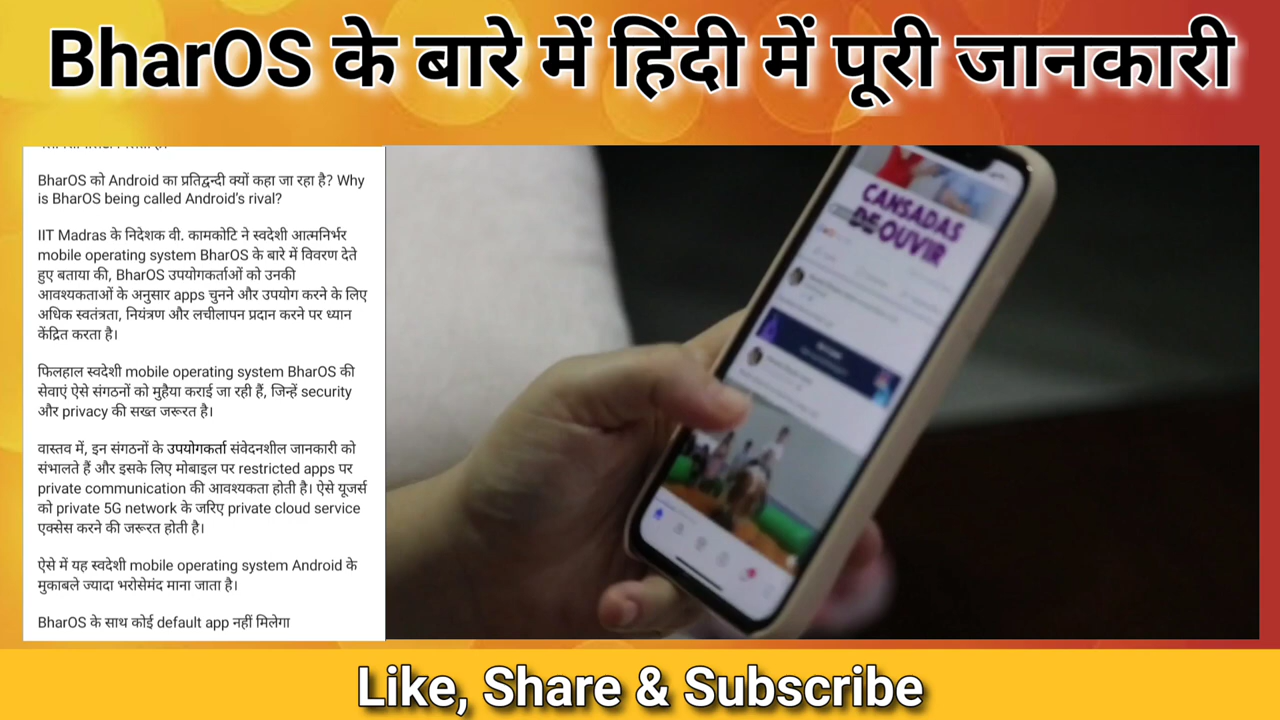 BharOS के बारे में हिंदी में पूरी जानकारी
BharOS को Android का प्रतिद्वन्दी क्यों कहा जा रहा है? Why
is BharOS being called Android's rival?
IIT Madras के निदेशक वी. कामकोटि ने स्वदेशी आत्मनिर्भर
mobile operating system BharOS के बारे में विवरण देते
हुए बताया की, BharOS उपयोगकर्ताओं को उनकी
आवश्यकताओं के अनुसार apps चुनने और उपयोग करने के लिए
अधिक स्वतंत्रता, नियंत्रण और लचीलापन प्रदान करने पर ध्यान
केंद्रित करता है।
फिलहाल स्वदेशी mobile operating system BharOS की
सेवाएं ऐसे संगठनों को मुहैया कराई जा रही हैं, जिन्हें security
और privacy की सख्त जरूरत है।
वास्तव में, इन संगठनों के उपयोगकर्ता संवेदनशील जानकारी को
संभालते हैं और इसके लिए मोबाइल पर restricted apps पर
private communication की आवश्यकता होती है। ऐसे यूजर्स
को private 5G network के जरिए private cloud service
एक्सेस करने की जरूरत होती है।
ऐसे में यह स्वदेशी mobile operating system Android के
मुकाबले ज्यादा भरोसेमंद माना जाता है।
BharOS के साथ कोई default app नहीं मिलेगा
CANSADAS
DE OUVIR
Like, Share & Subscribe